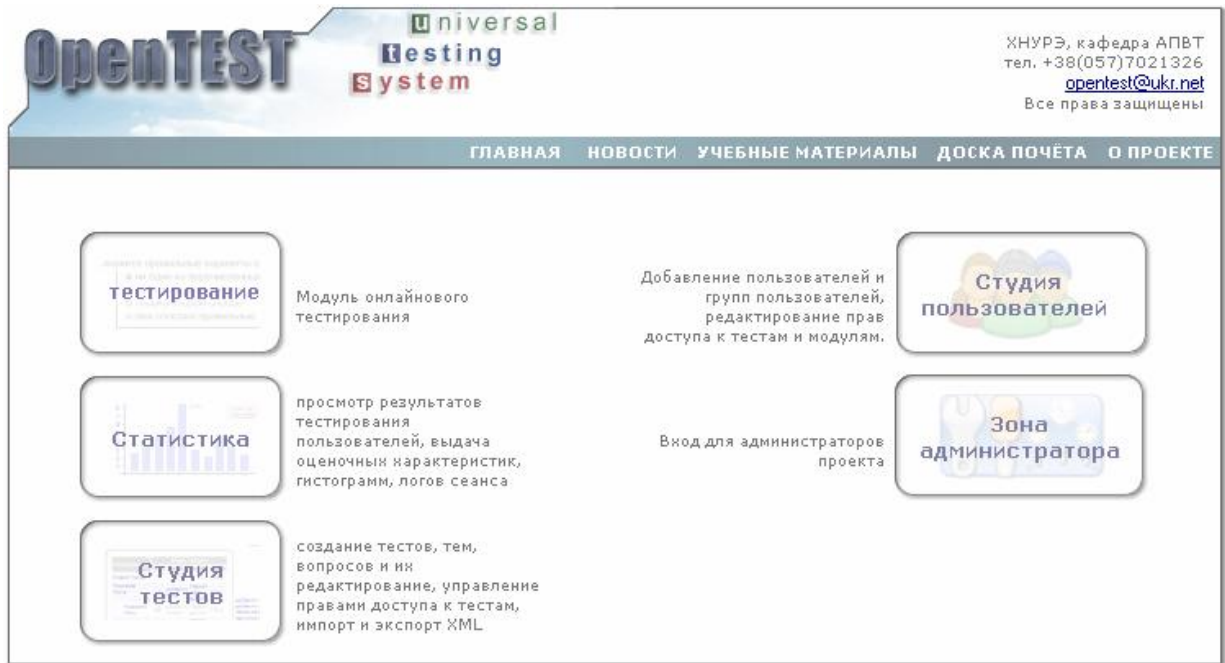 OpenTEST
universal
testing
system
ХНУРЭ, кафедра АПВТ
тел. +38(057)7021326
opentest@ukr.net
Все права защищены
ГЛАВНАЯ НОВОСТИ УЧЕБНЫЕ МАТЕРИАЛЫ ДОСКА ПОЧЁТА О ПРОЕКТЕ
тестирование
Модуль онлайнового
тестирования
Добавление пользователей и
групп пользователей,
редактирование прав
доступа к тестам и модулям.
Студия
пользователей
Статистика
просмотр результатов
тестирования
пользователей, выдача
оценочных характеристик,
гистограмм, логов сеанса
Вход для администраторов
проекта
Зона
администратора
Студия
тестов
создание тестов, тем,
вопросов и их
редактирование, управление
правами доступа к тестам,
импорт и экспорт XML